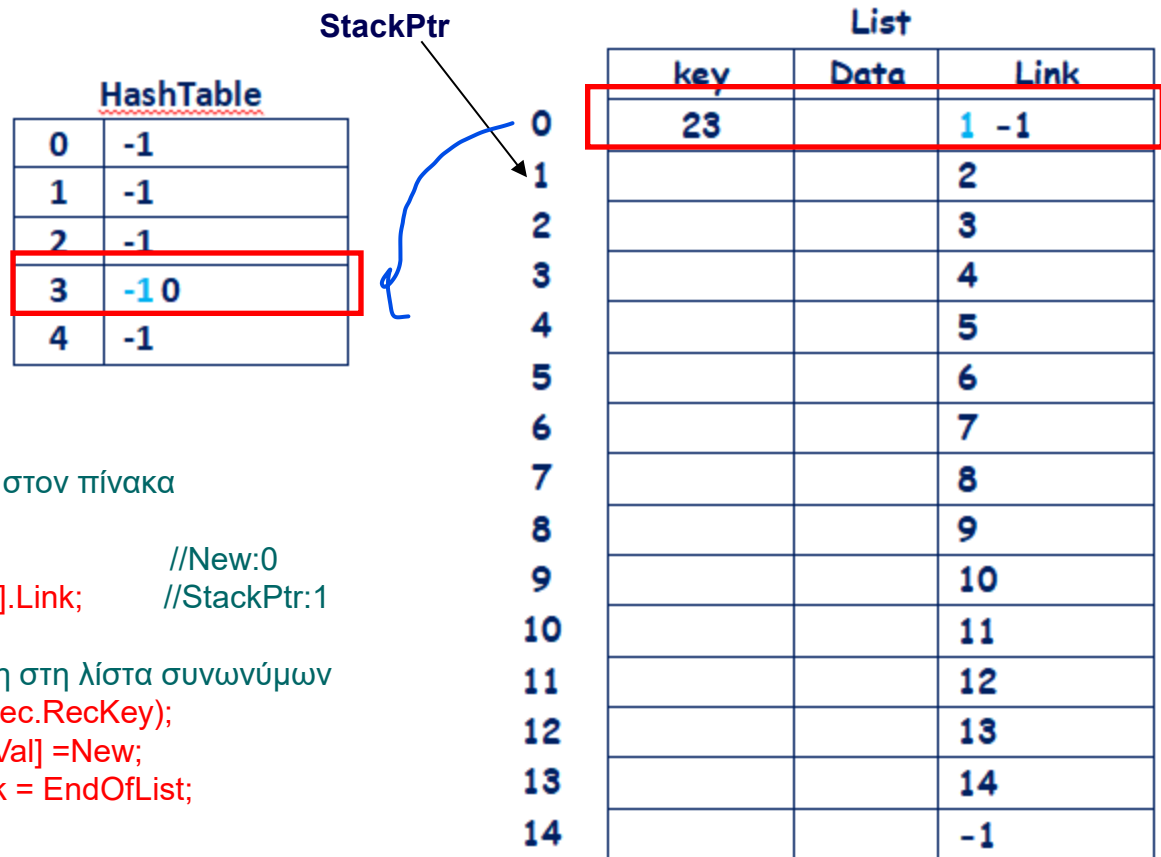 StackPtr
List
HashTable
0 -1
1 -1
2 -1
3 -1 0
4 -1
key Data Link
0 23 1 -1
1 2
2 3
3 4
4 5
5 6
6 7
7 8
8 9
9 10
10 11
11 12
12 13
13 14
14 -1
στον πίνακα
//New:0
].Link; //StackPtr:1
η στη λίστα συνωνύμων
ec.RecKey);
Val] =New;
k = EndOfList;